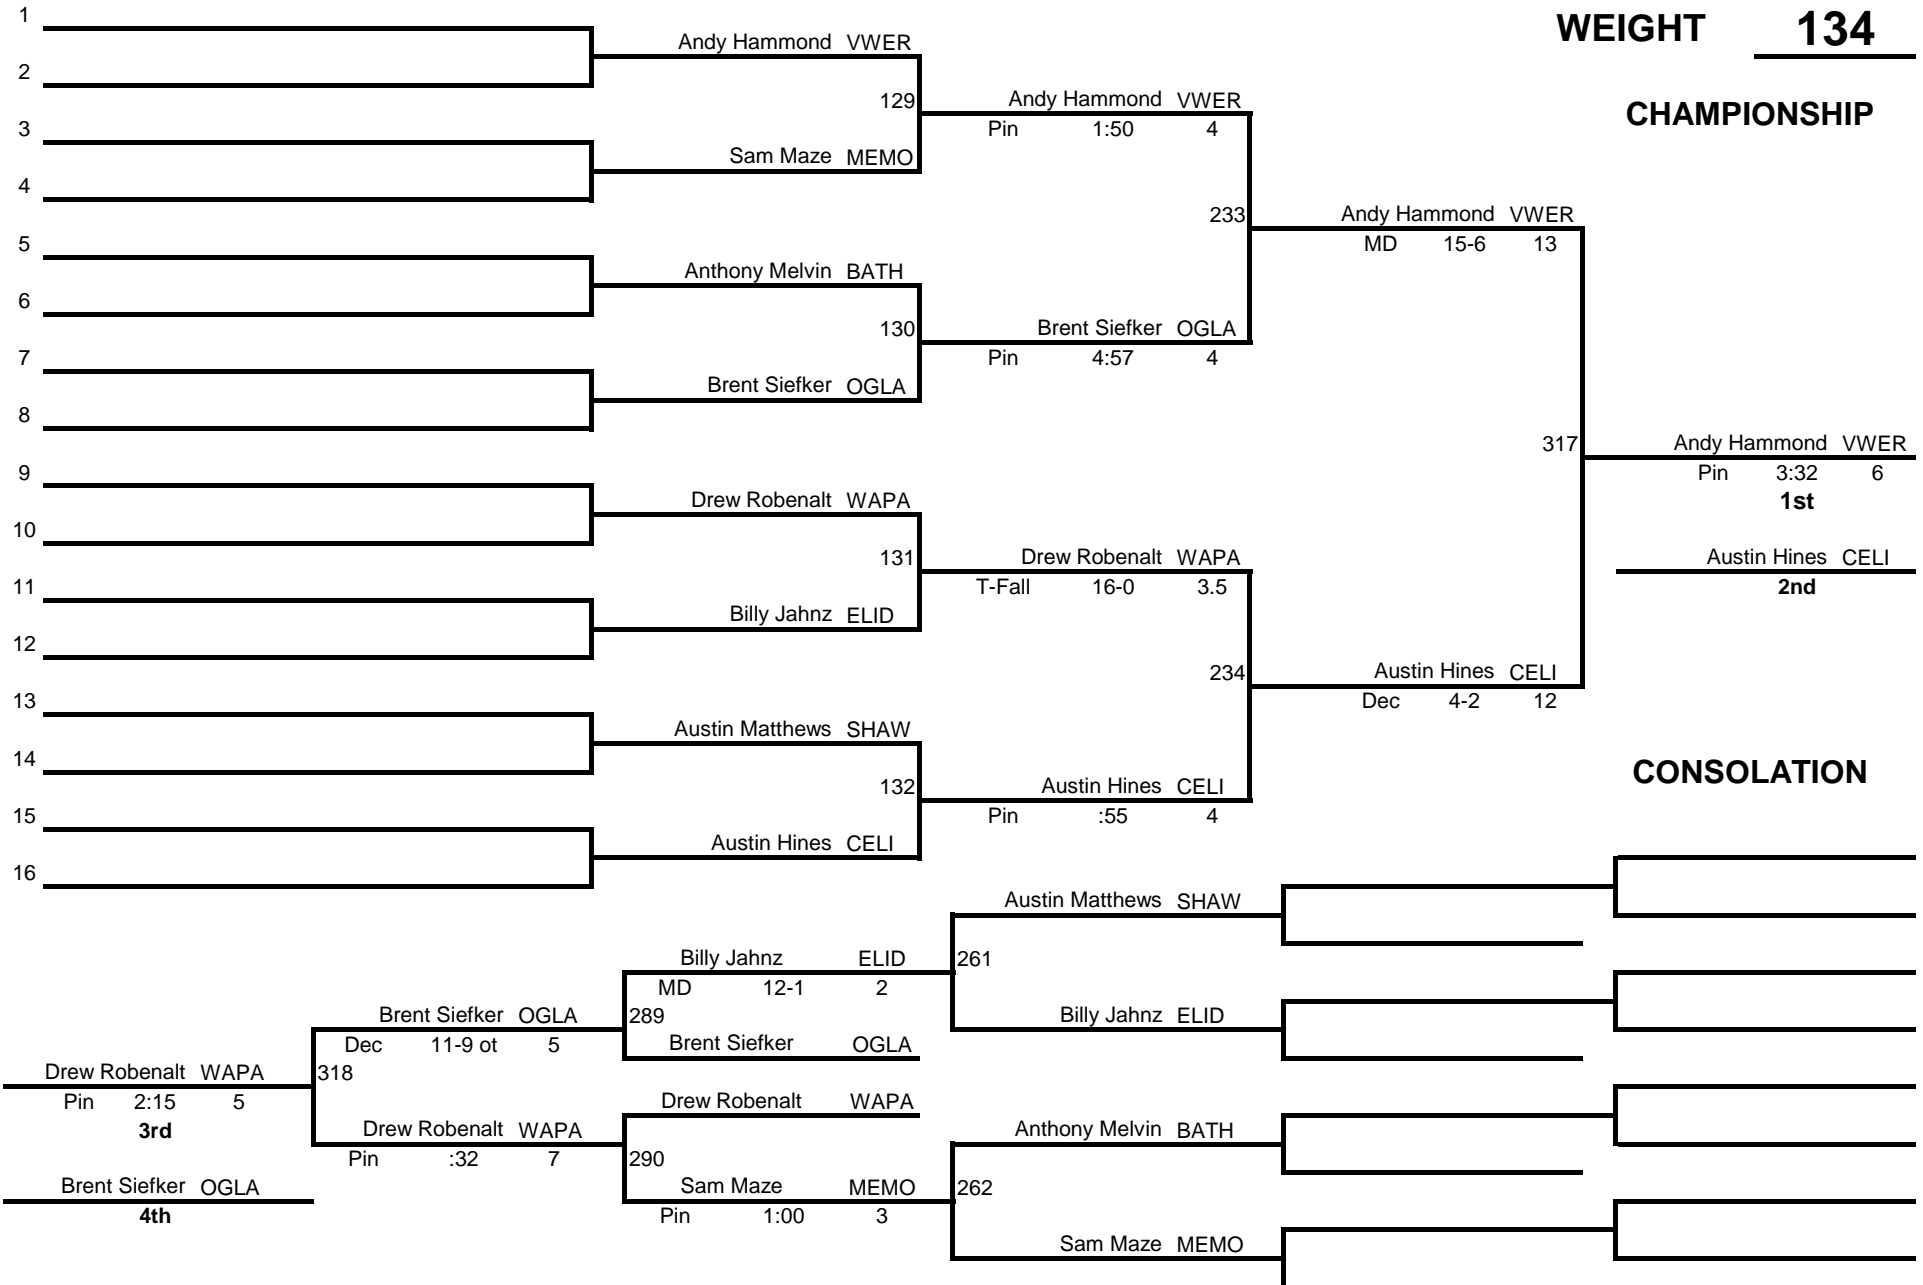 1
WEIGHT 134
Andy Hammond VWER
2
129 Andy Hammond VWER
CHAMPIONSHIP
3
Pin 1:50 4
Sam Maze MEMO
4
233 Andy Hammond VWER
5
MD 15-6 13
Anthony Melvin BATH
6
130 Brent Siefker OGLA
7
Pin 4:57 4
Brent Siefker OGLA
8
317 Andy Hammond VWER
9
Pin 3:32 6
Drew Robenalt WAPA
1st
10
131 Drew Robenalt WAPA
Austin Hines CELI
11
T-Fall 16-0 3.5
2nd
Billy Jahnz ELID
12
234 Austin Hines CELI
13
Dec 4-2 12
Austin Matthews SHAW
14
CONSOLATION
132 Austin Hines CELI
15
Pin :55 4
Austin Hines CELI
16
Austin Matthews SHAW
Billy Jahnz ELID 261
MD 12-1 2
Brent Siefker OGLA 289 Billy Jahnz ELID
Dec 11-9 ot 5 Brent Siefker OGLA
Drew Robenalt WAPA 318
Pin 2:15 5 Drew Robenalt WAPA
3rd Drew Robenalt WAPA Anthony Melvin BATH
Pin :32 7 290
Brent Siefker OGLA Sam Maze MEMO 262
4th Pin 1:00 3
Sam Maze MEMO